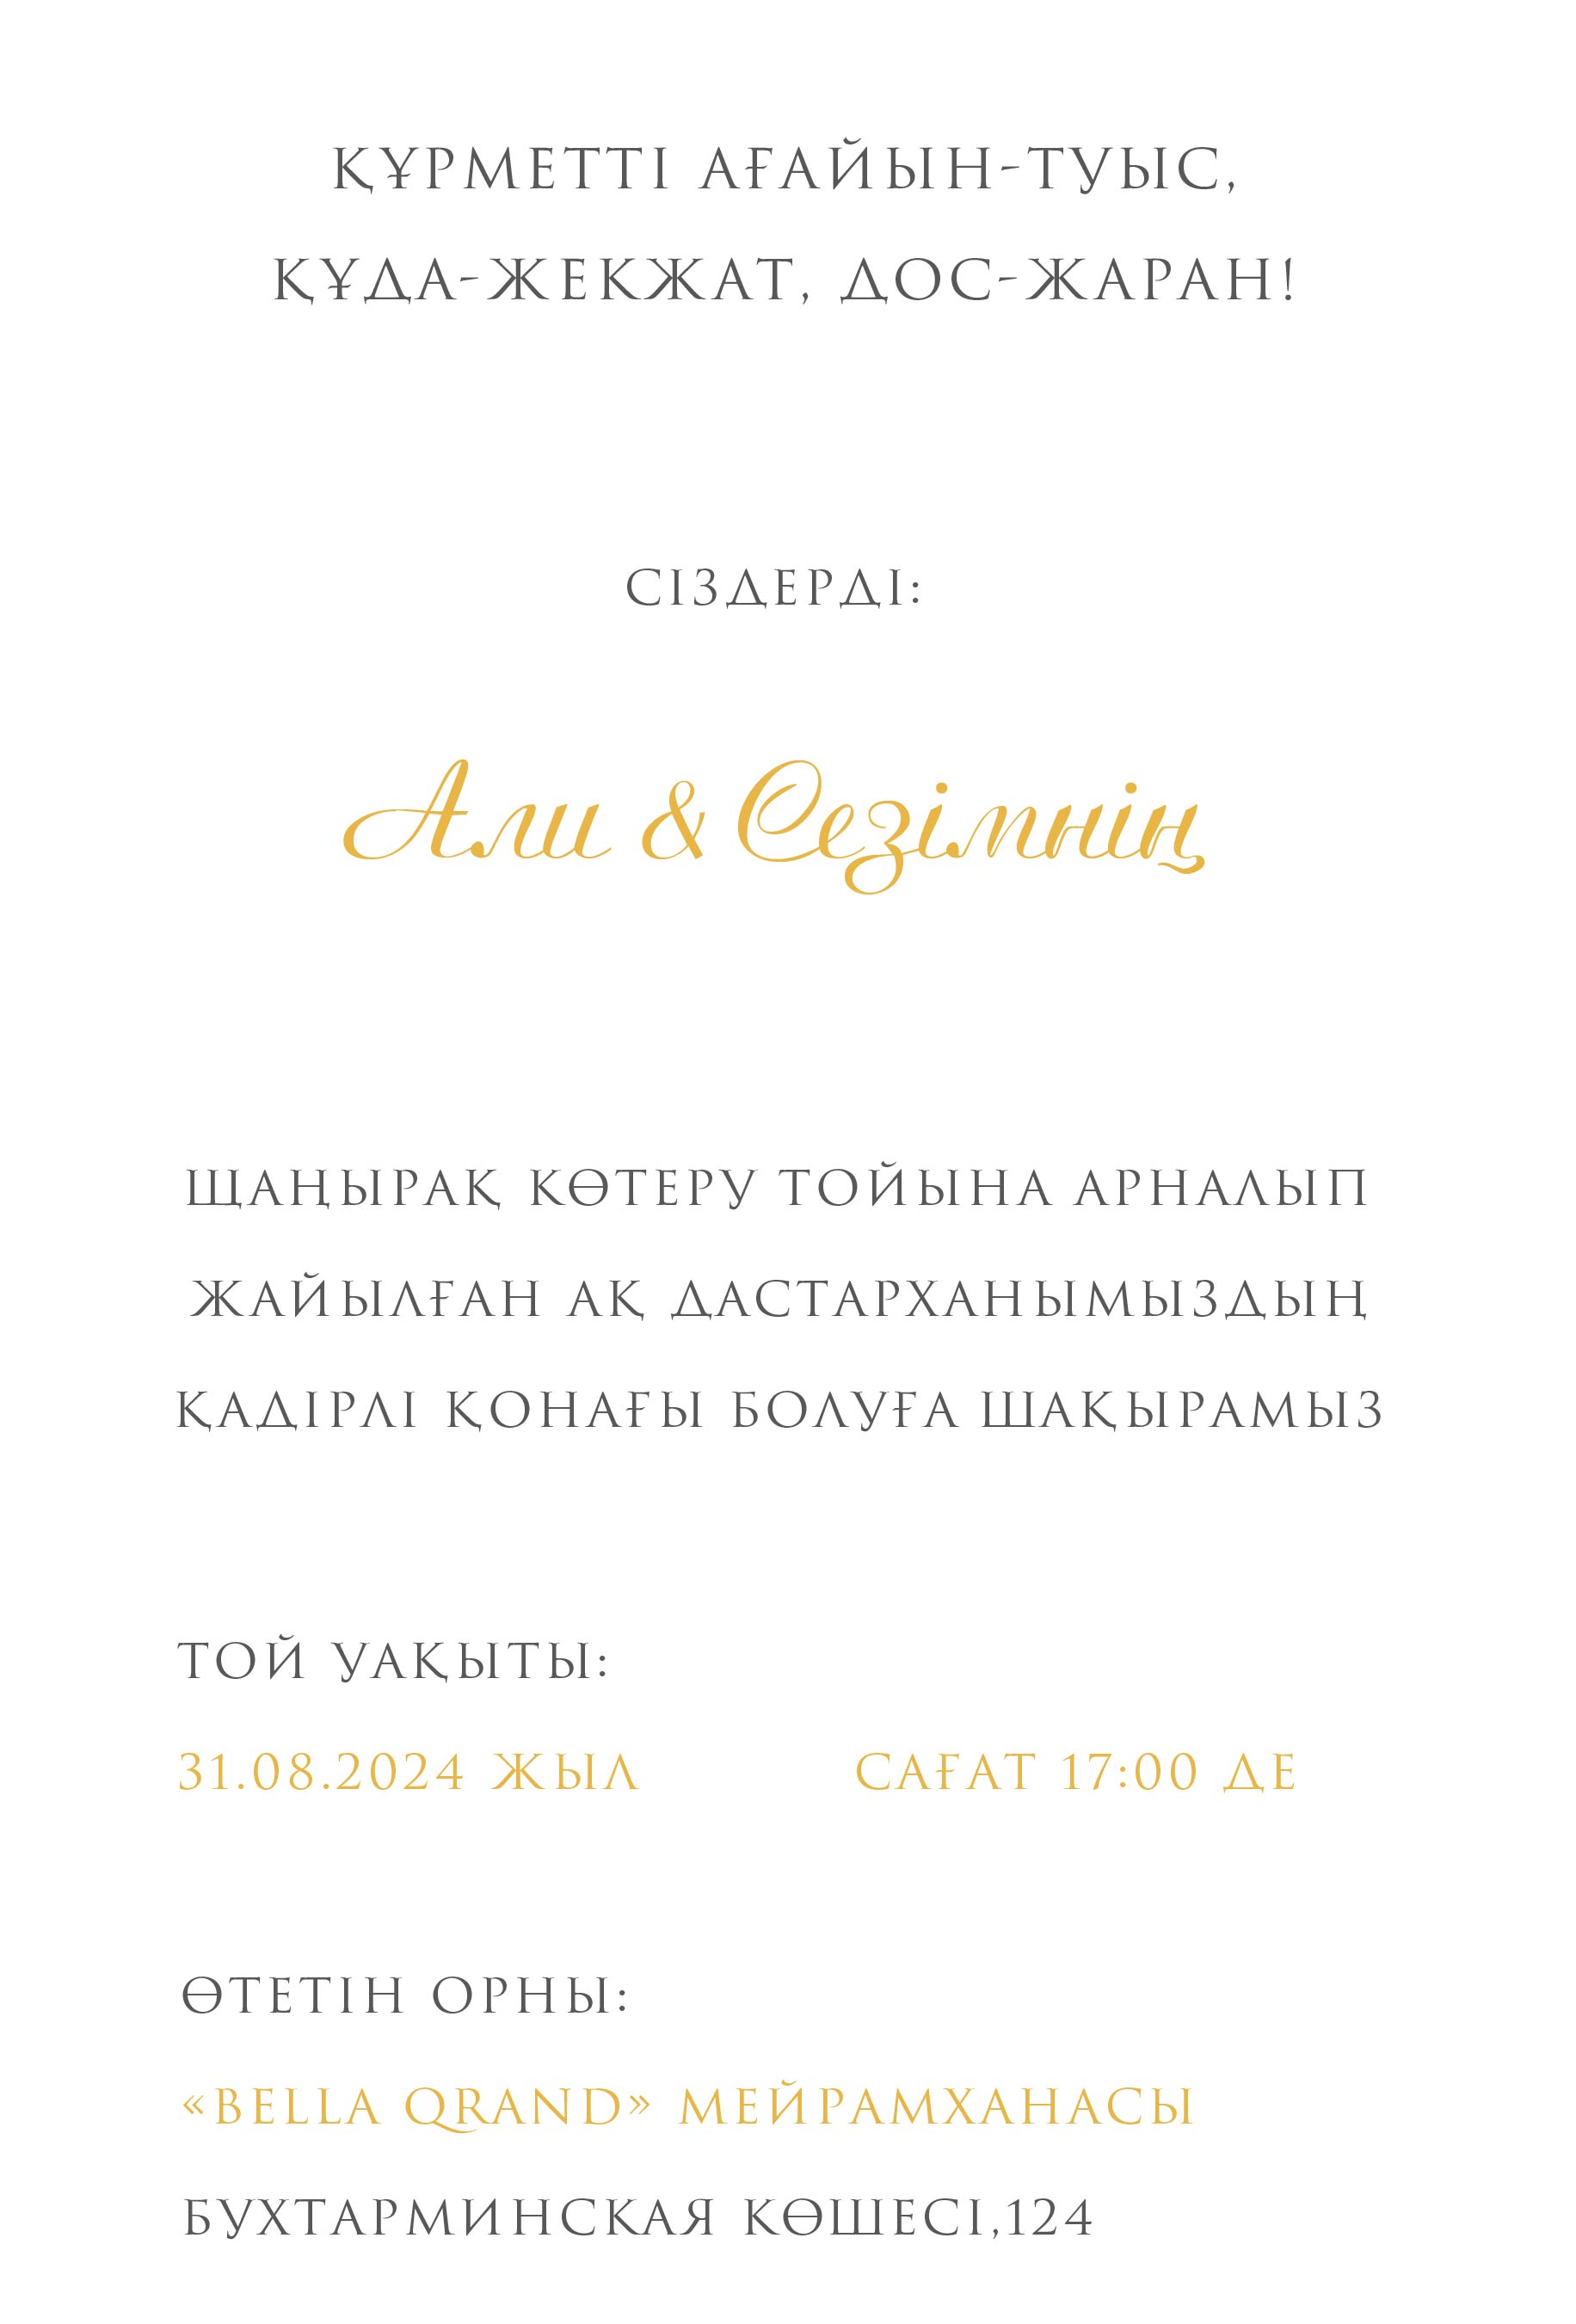 ҚҰРМЕТТІ АҒАЙЫН-ТУЫС,
ҚҰДА-ЖЕКЖАТ, ДОС-ЖАРАН!
СІЗДЕРДІ:
Али & Сезімнің
ШАҢЫРАҚ КӨТЕРУ ТОЙЫНА АРНАЛЫП
ЖАЙЫЛҒАН АҚ ДАСТАРХАНЫМЫЗДЫҢ
ҚАДІРЛІ ҚОНАҒЫ БОЛУҒА ШАҚЫРАМЫЗ
ТОЙ УАҚЫТЫ:
31.08.2024 ЖЫЛ САҒАТ 17:00 ДЕ
ӨТЕТІН ОРНЫ:
«BELLA QRAND» МЕЙРАМХАНАСЫ
БУХТАРМИНСКАЯ КӨШЕСІ,124